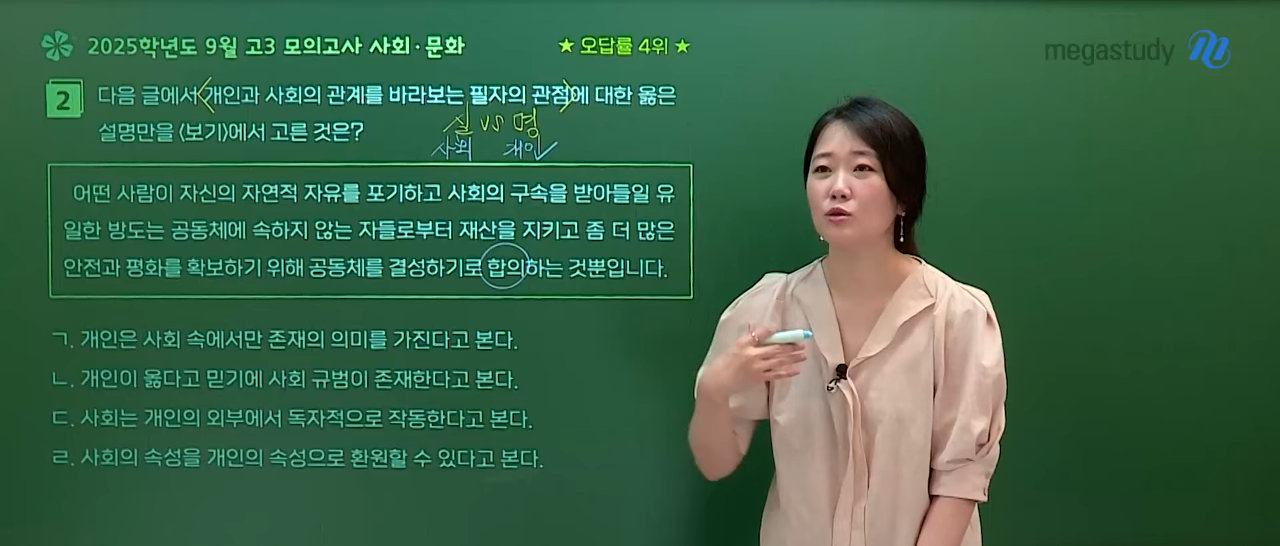 2025학년도 9월 고3 모의고사 사회·문화
★ 오답률 4위 ★
megastudy
2
다음 글에서 개인과 사회의 관계를 바라보는 필자의 관점에 대한 옳은
설명만을 〈보기〉에서 고른 것은?
실 vs 명
사회 개인
어떤 사람이 자신의 자연적 자유를 포기하고 사회의 구속을 받아들일 유
일한 방도는 공동체에 속하지 않는 자들로부터 재산을 지키고 좀 더 많은
안전과 평화를 확보하기 위해 공동체를 결성하기로 합의하는 것뿐입니다.
ㄱ. 개인은 사회 속에서만 존재의 의미를 가진다고 본다.
ㄴ. 개인이 옳다고 믿기에 사회 규범이 존재한다고 본다.
ㄷ. 사회는 개인의 외부에서 독자적으로 작동한다고 본다.
ㄹ. 사회의 속성을 개인의 속성으로 환원할 수 있다고 본다.